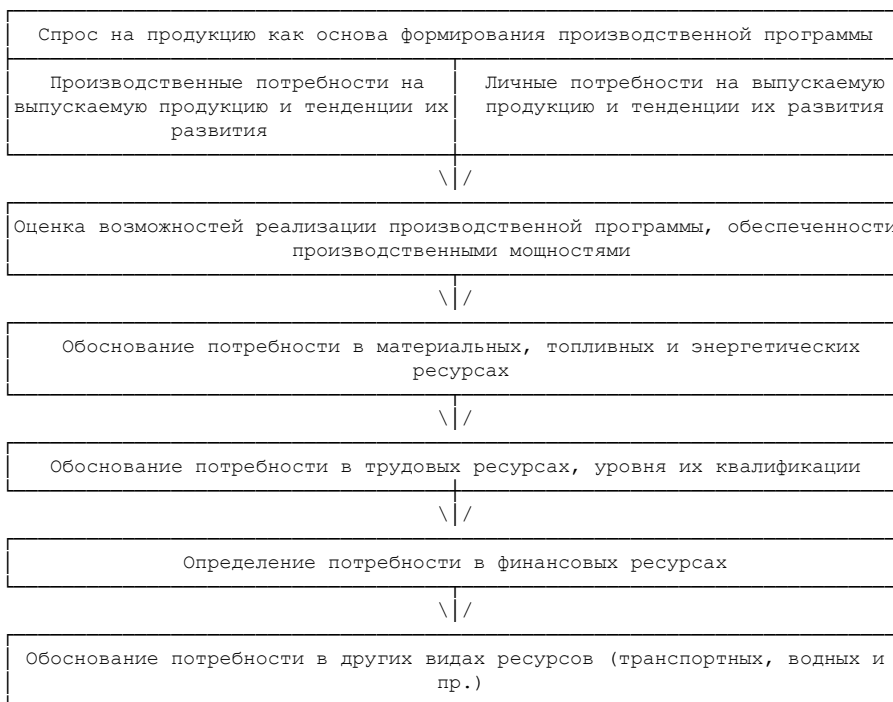 Спрос на продукцию как основа формирования производственной программы
Производственные потребности на
выпускаемую продукцию и тенденции их
развития
Личные потребности на выпускаемую
продукцию и тенденции их развития
Оценка возможностей реализации производственной программы, обеспеченности
производственными мощностями
Обоснование потребности в материальных, топливных и энергетических
ресурсах
Обоснование потребности в трудовых ресурсах, уровня их квалификации
Определение потребности в финансовых ресурсах
Обоснование потребности в других видах ресурсов (транспортных, водных и
пр.)